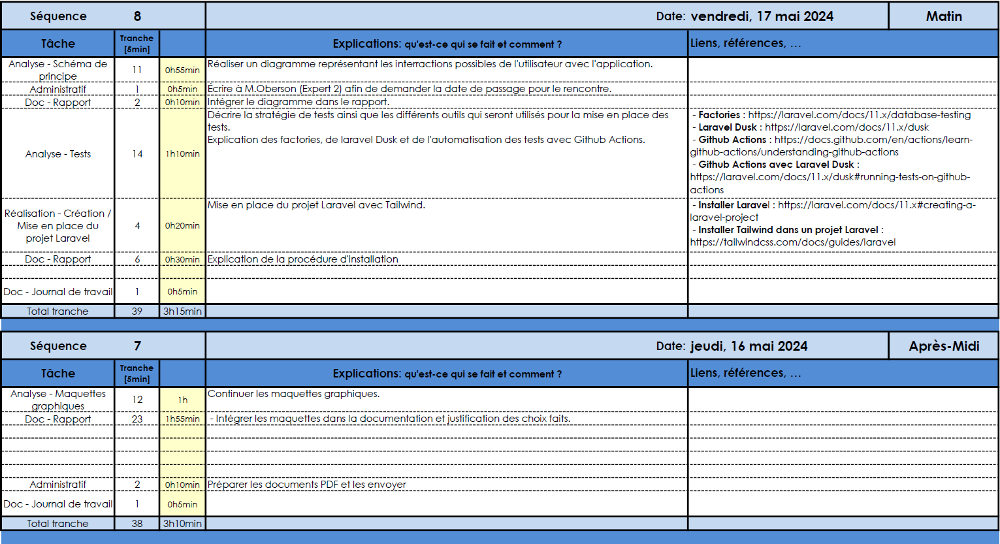 Séquence 8 Date: vendredi, 17 mai 2024 Matin
Tâche Tranche [5min] Explications: qu'est-ce qui se fait et comment ? Liens, références, …
Analyse - Schéma de
principe
11 0h55min Réaliser un diagramme représentant les interractions possibles de l'utilisateur avec l'application.
Administratif 1 0h5min Écrire à M.Oberson (Expert 2) afin de demander la date de passage pour le rencontre.
Doc - Rapport 2 0h10min Intégrer le diagramme dans le rapport.
Analyse - Tests 14 1h10min
Décrire la stratégie de tests ainsi que les différents outils qui seront utilisés pour la mise en place des
tests.
Explication des factories, de laravel Dusk et de l'automatisation des tests avec Github Actions.
- Factories : https://laravel.com/docs/11.x/database-testing
- Laravel Dusk : https://laravel.com/docs/11.x/dusk
- Github Actions : https://docs.github.com/en/actions/learn-
github-actions/understanding-github-actions
- Github Actions avec Laravel Dusk :
https://laravel.com/docs/11.x/dusk#running-tests-on-github-
actions
Réalisation - Création /
Mise en place du
projet Laravel
4 0h20min Mise en place du projet Laravel avec Tailwind.
- Installer Laravel : https://laravel.com/docs/11.x#creating-a-
laravel-project
- Installer Tailwind dans un projet Laravel :
https://tailwindcss.com/docs/guides/laravel
Doc - Rapport 6 0h30min Explication de la procédure d'installation
Doc - Journal de travail 1 0h5min
Total tranche 39 3h15min
Séquence 7 Date: jeudi, 16 mai 2024 Après-Midi
Tâche Tranche [5min] Explications: qu'est-ce qui se fait et comment ? Liens, références, …
Analyse - Maquettes
graphiques
12 1h Continuer les maquettes graphiques.
Doc - Rapport 23 1h55min - Intégrer les maquettes dans la documentation et justification des choix faits.
Administratif 2 0h10min Préparer les documents PDF et les envoyer
Doc - Journal de travail 1 0h5min
Total tranche 38 3h10min